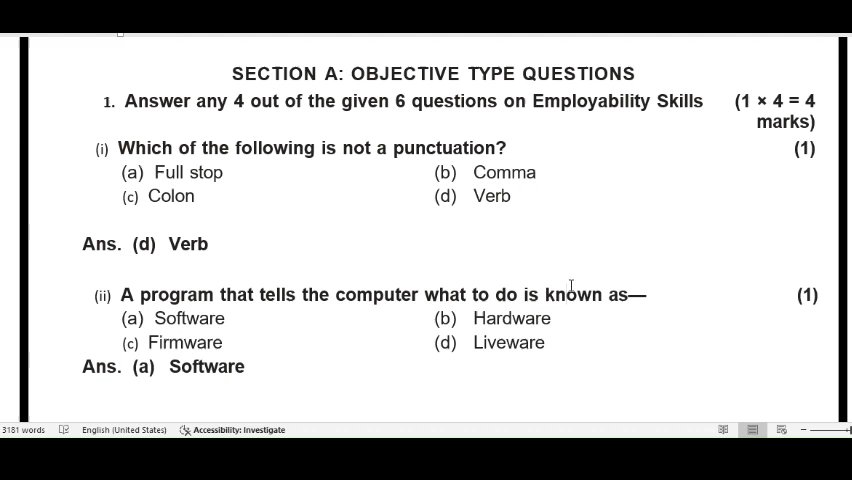 SECTION A: OBJECTIVE TYPE QUESTIONS
1. Answer any 4 out of the given 6 questions on Employability Skills (1 × 4 = 4
marks)
(i) Which of the following is not a punctuation? (1)
(a) Full stop (b) Comma
(c) Colon (d) Verb
Ans. (d) Verb
(ii) A program that tells the computer what to do is known as— (1)
(a) Software (b) Hardware
(c) Firmware (d) Liveware
Ans. (a) Software
3181 words English (United States) Accessibility: Investigate